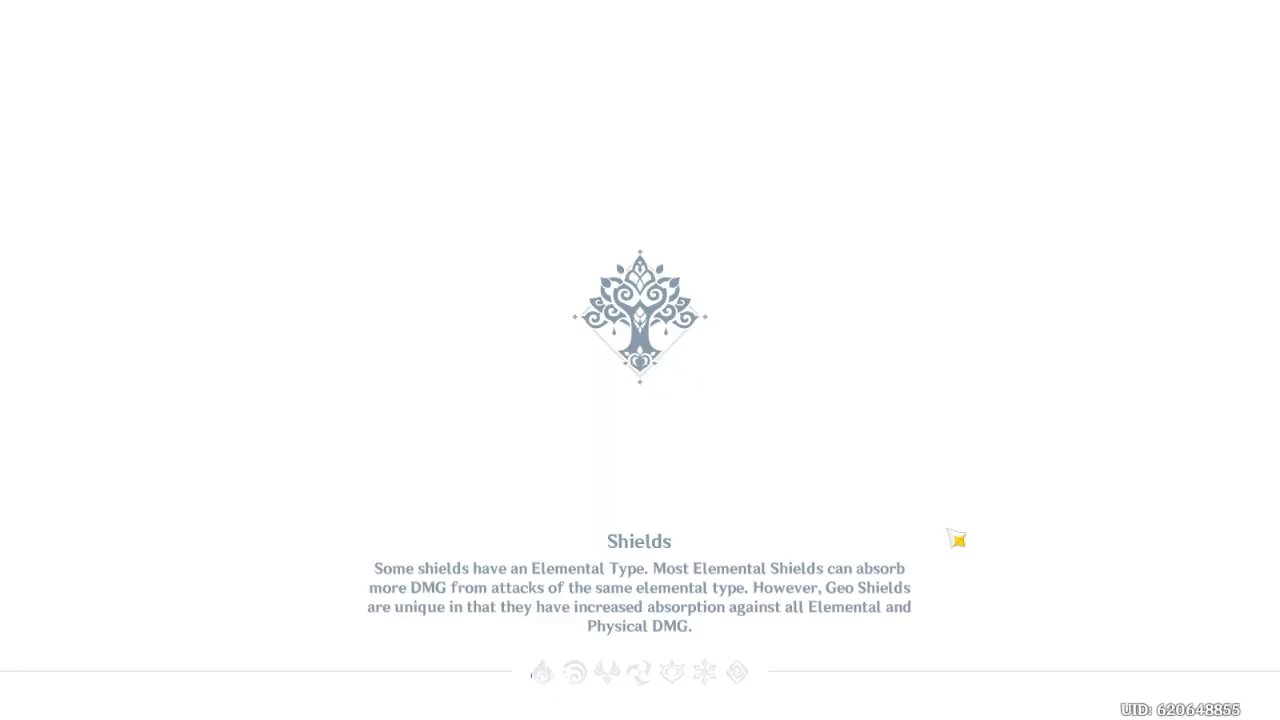 Shields
Some shields have an Elemental Type. Most Elemental Shields can absorb
more DMG from attacks of the same elemental type. However, Geo Shields
are unique in that they have increased absorption against all Elemental and
Physical DMG.
UID: 620648855